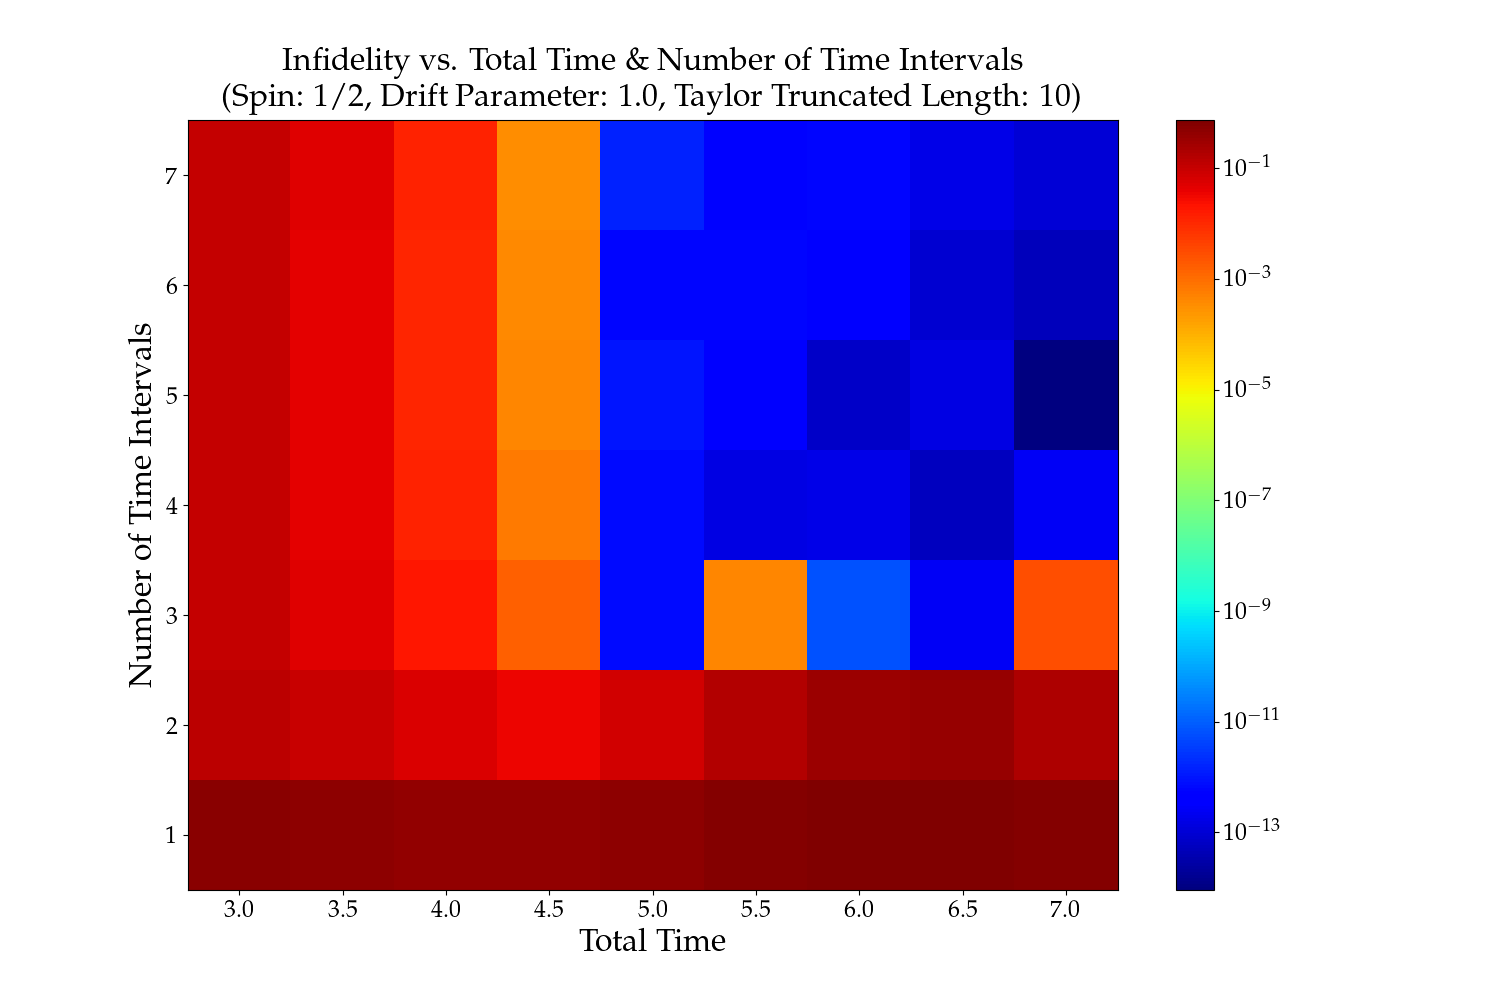 Infidelity vs. Total Time & Number of Time Intervals
(Spin: 1/2, Drift Parameter: 1.0, Taylor Truncated Length: 10)
Number of Time Intervals
7
6
5
4
3
2
1
3.0 3.5 4.0 4.5 5.0 5.5 6.0 6.5 7.0
Total Time
10⁻¹
10⁻³
10⁻⁵
10⁻⁷
10⁻⁹
10⁻¹¹
10⁻¹³